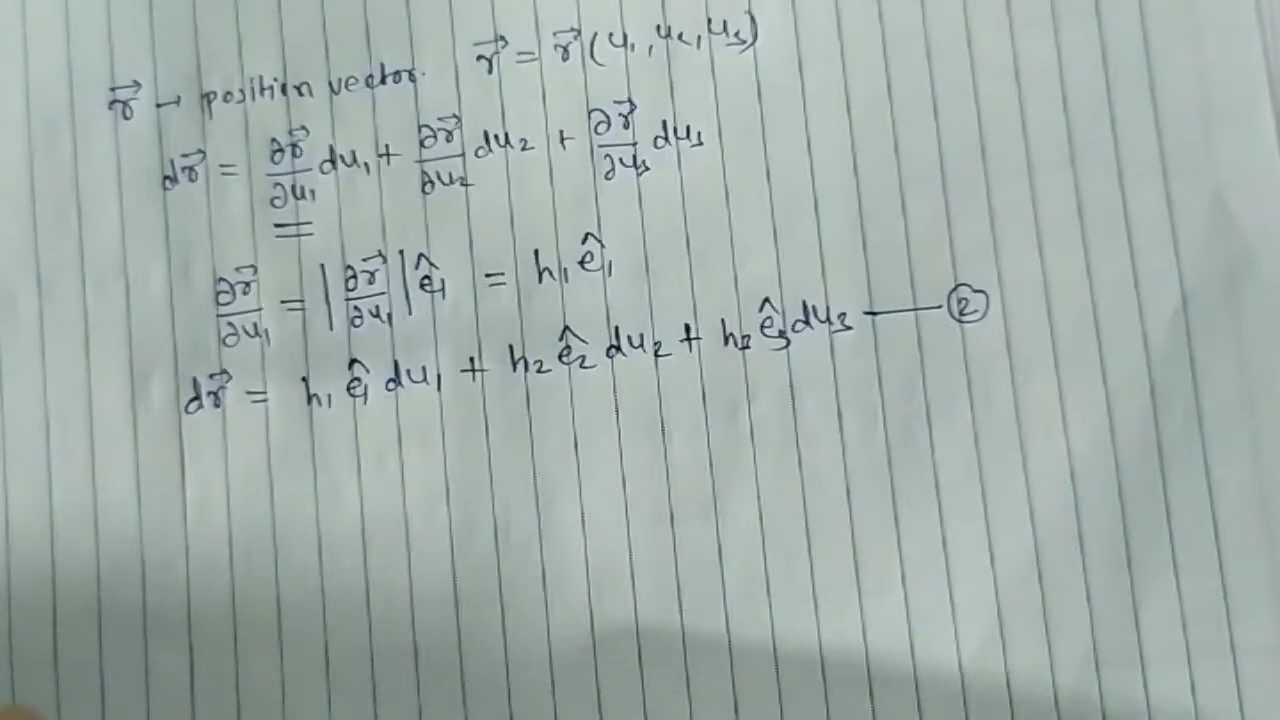 r⃗ → position vector. r⃗ = r⃗ (u₁, u₂, u₃)
dr⃗ = ∂r⃗/∂u₁ du₁ + ∂r⃗/∂u₂ du₂ + ∂r⃗/∂u₃ du₃
∂r⃗/∂u₁ = |∂r⃗/∂u₁| ê₁ = h₁ ê₁
dr⃗ = h₁ ê₁ du₁ + h₂ ê₂ du₂ + h₃ ê₃ du₃ — ②